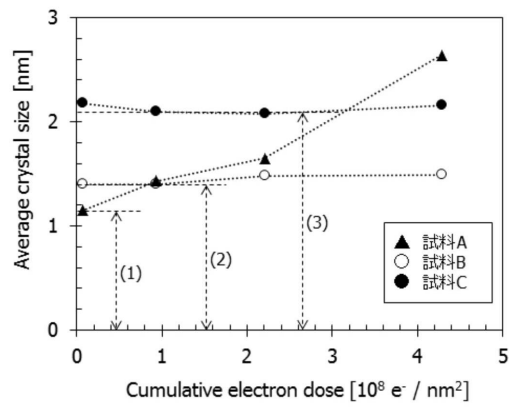 3
2
1
0
Average crystal size [nm]
(1)
(2)
(3)
試料A
試料B
試料C
0
1
2
3
4
5
Cumulative electron dose [10⁸ e⁻ / nm²]